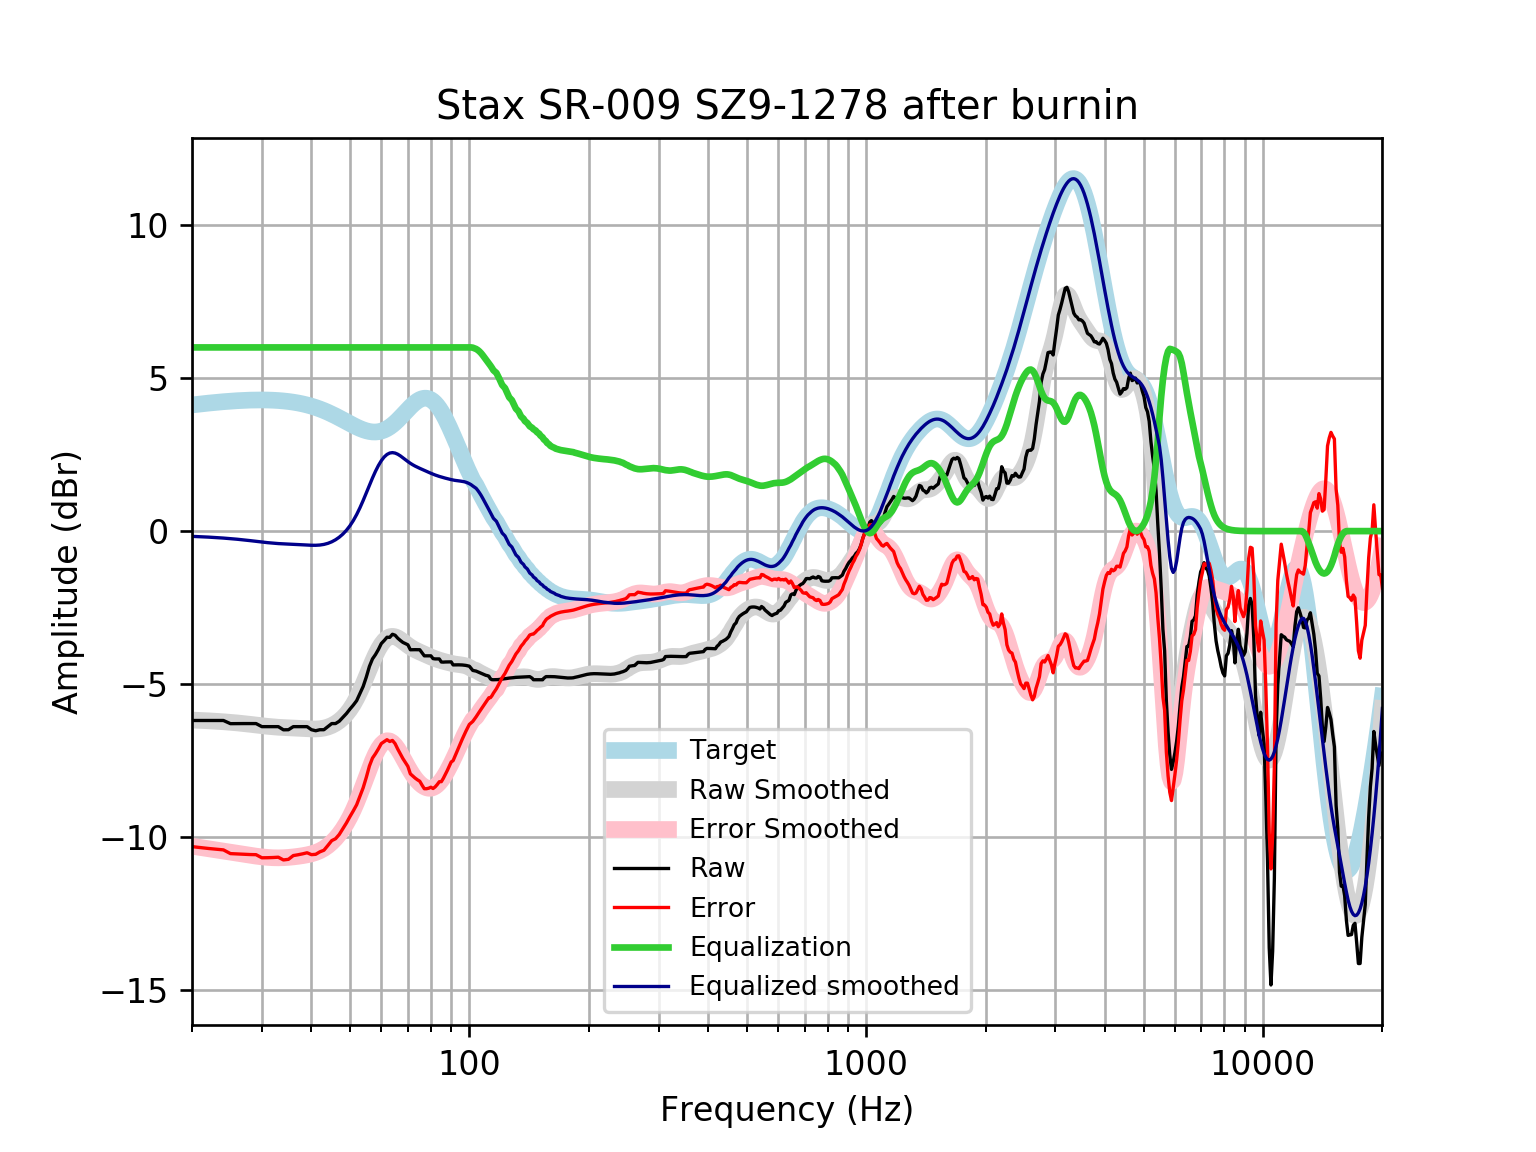 Stax SR-009 SZ9-1278 after burnin
Amplitude (dBr)
10
5
0
−5
−10
−15
Target
Raw Smoothed
Error Smoothed
Raw
Error
Equalization
Equalized smoothed
100 1000 10000
Frequency (Hz)